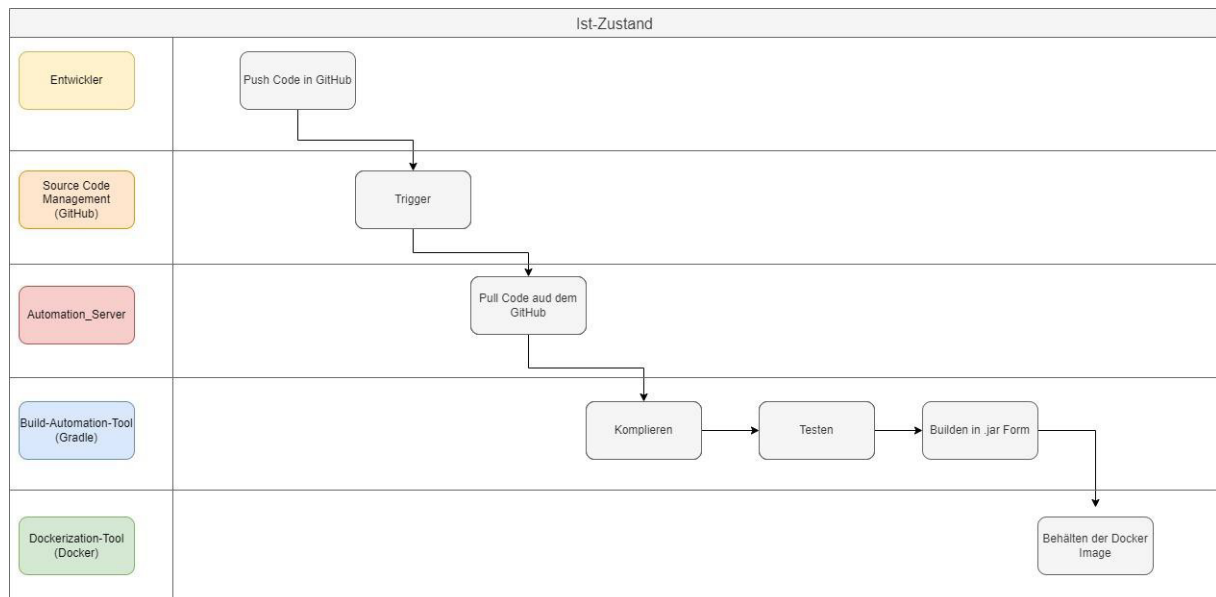 Ist-Zustand
Entwickler
Push Code in GitHub
Source Code
Management
(GitHub)
Trigger
Automation_Server
Pull Code aud dem
GitHub
Build-Automation-Tool
(Gradle)
Komplieren
Testen
Builden in .jar Form
Dockerization-Tool
(Docker)
Behälten der Docker
Image